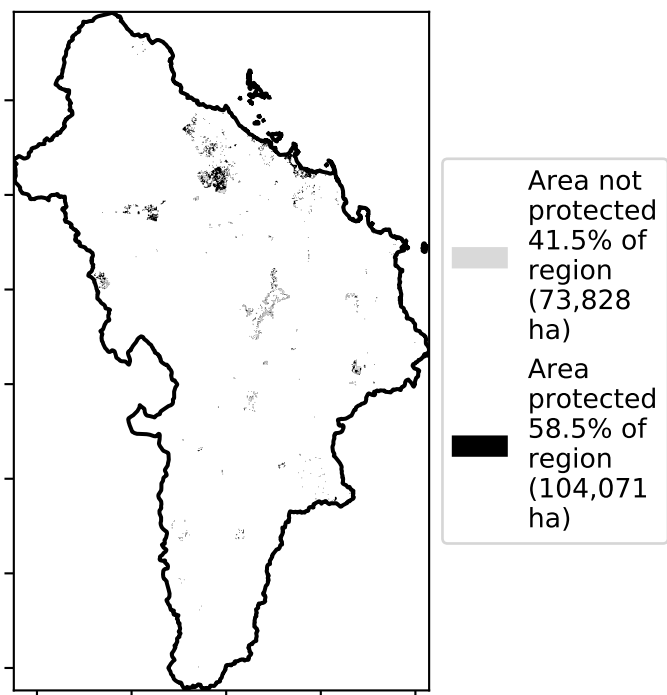 Area not
protected
41.5% of
region
(73,828
ha)
Area
protected
58.5% of
region
(104,071
ha)